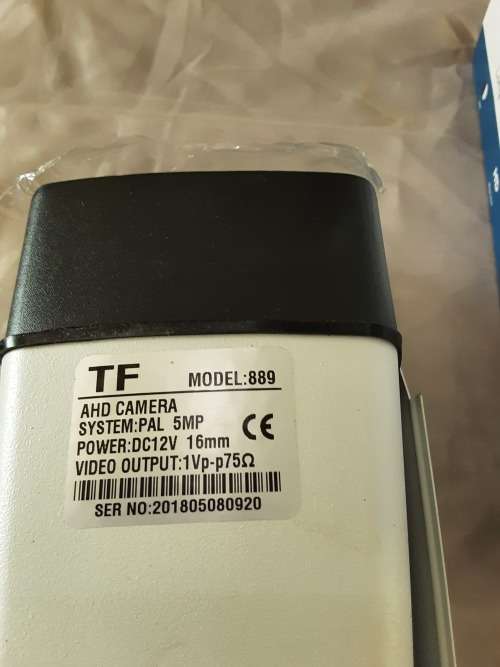 TF MODEL:889
AHD CAMERA
SYSTEM:PAL 5MP
POWER:DC12V 16mm
VIDEO OUTPUT:1Vp-p75Ω
CE
SER NO:201805080920